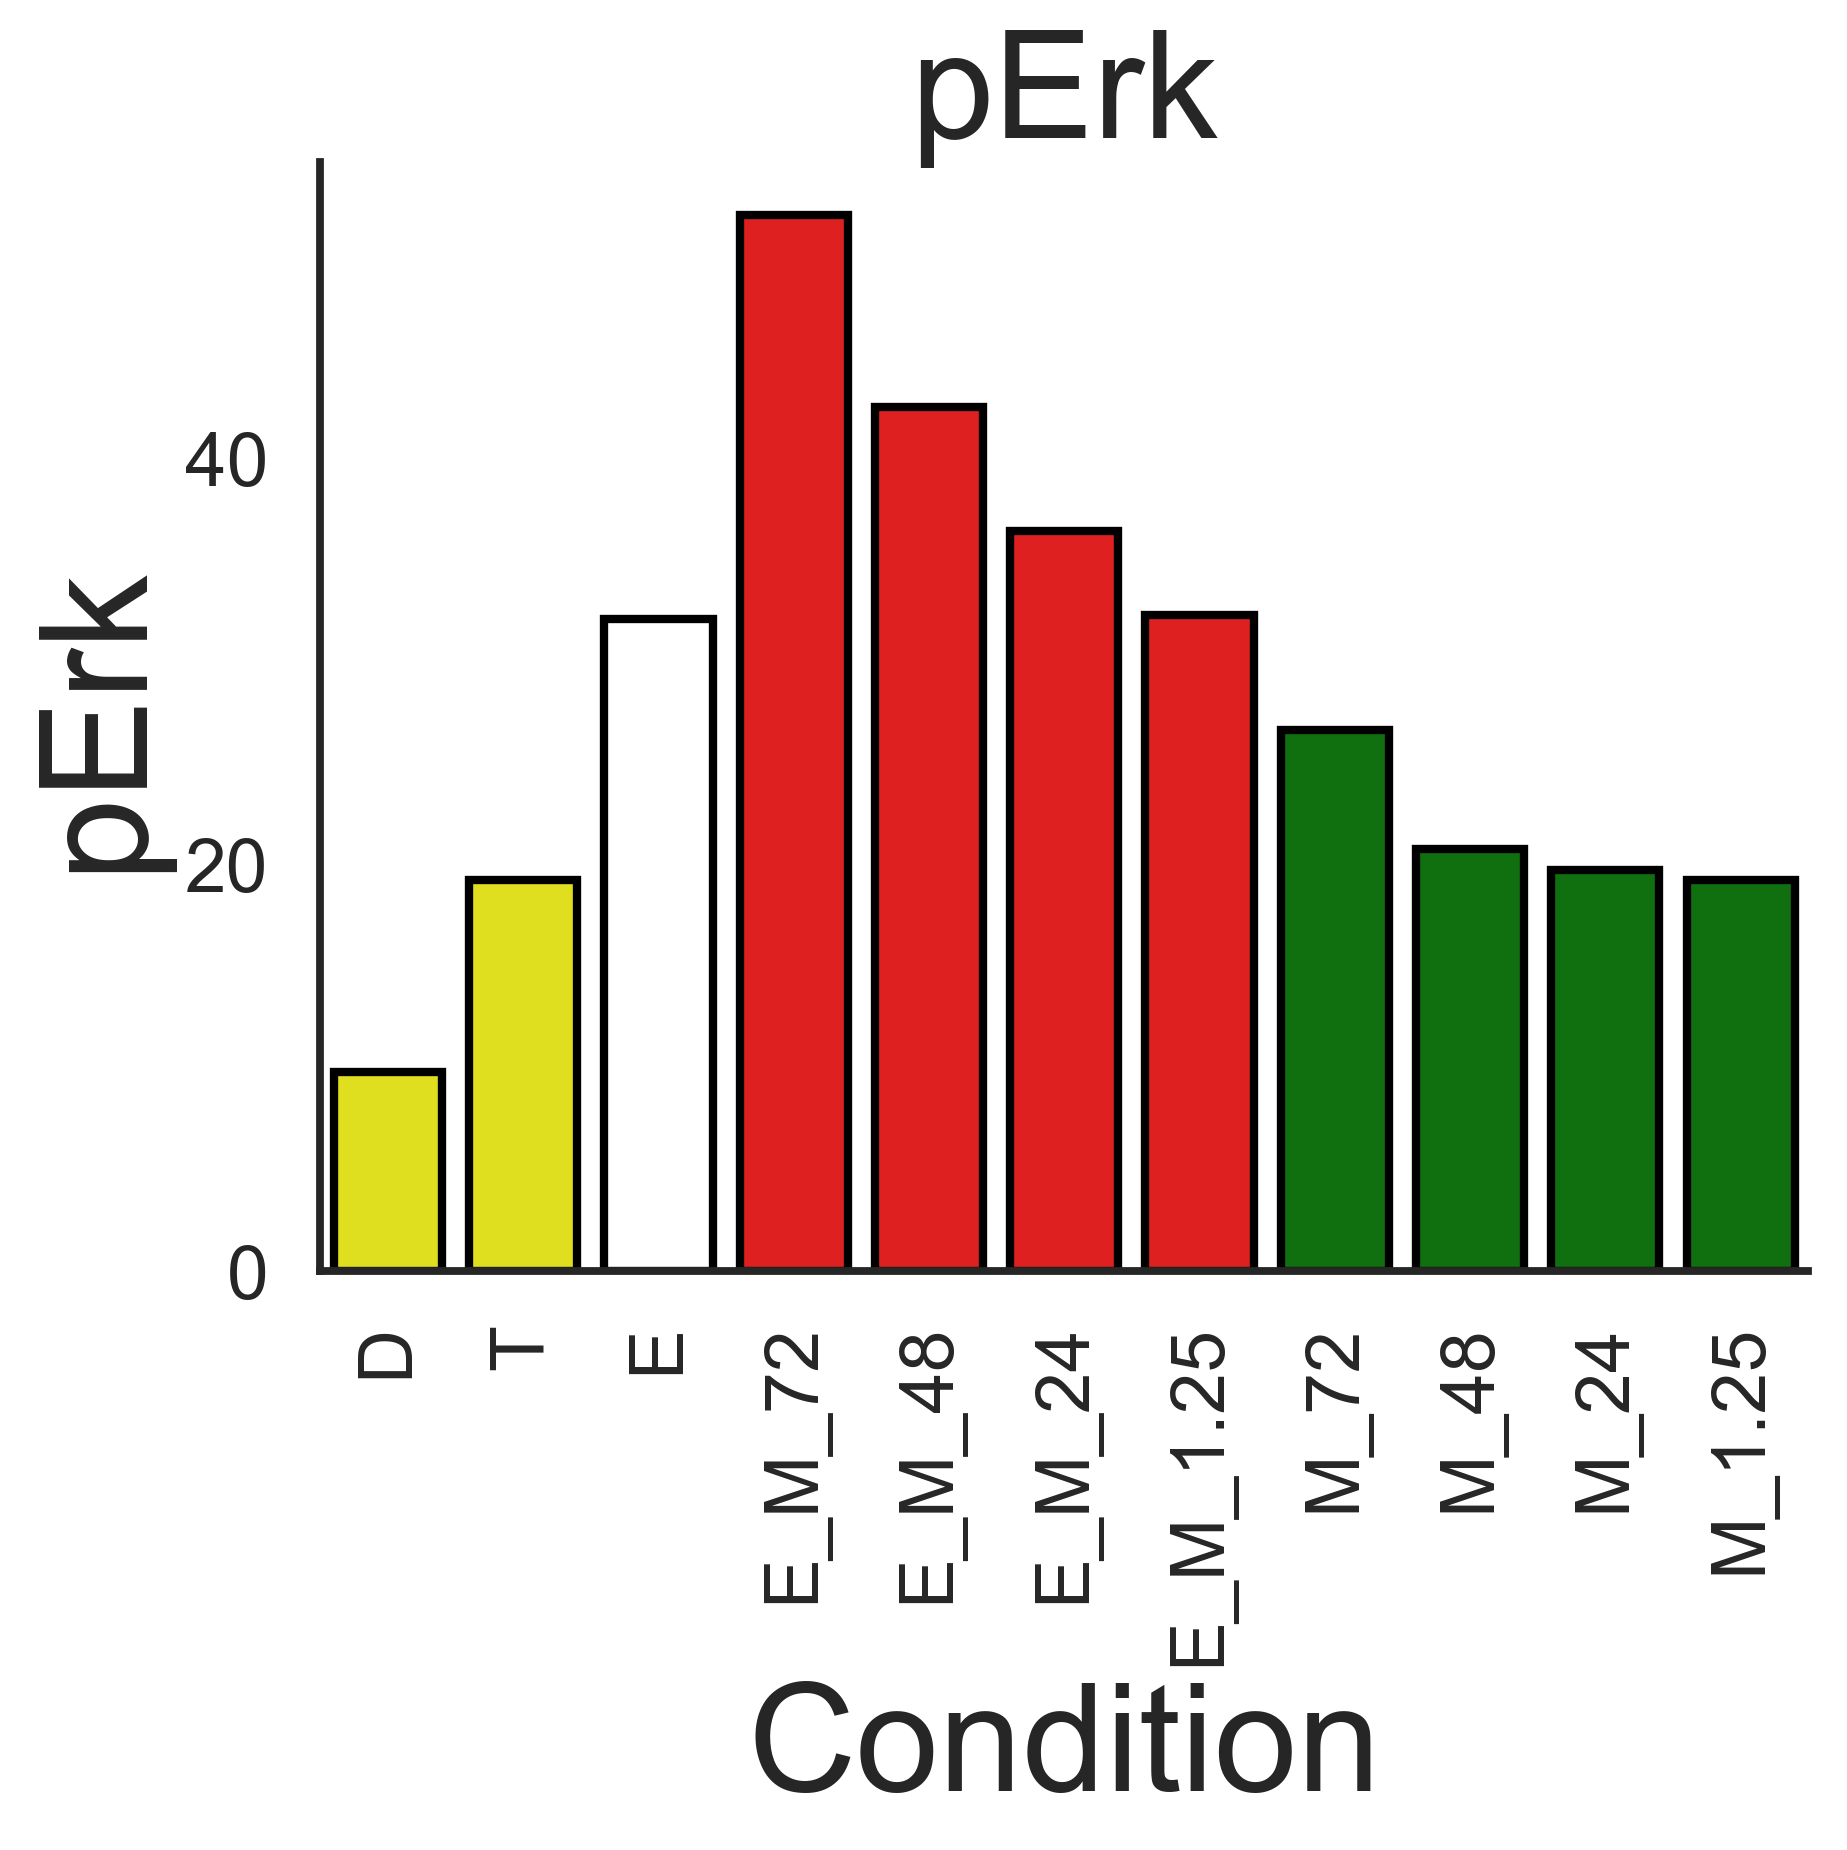 pErk
pErk
40
20
0
D
T
E
E_M_72
E_M_48
E_M_24
E_M_1.25
M_72
M_48
M_24
M_1.25
Condition